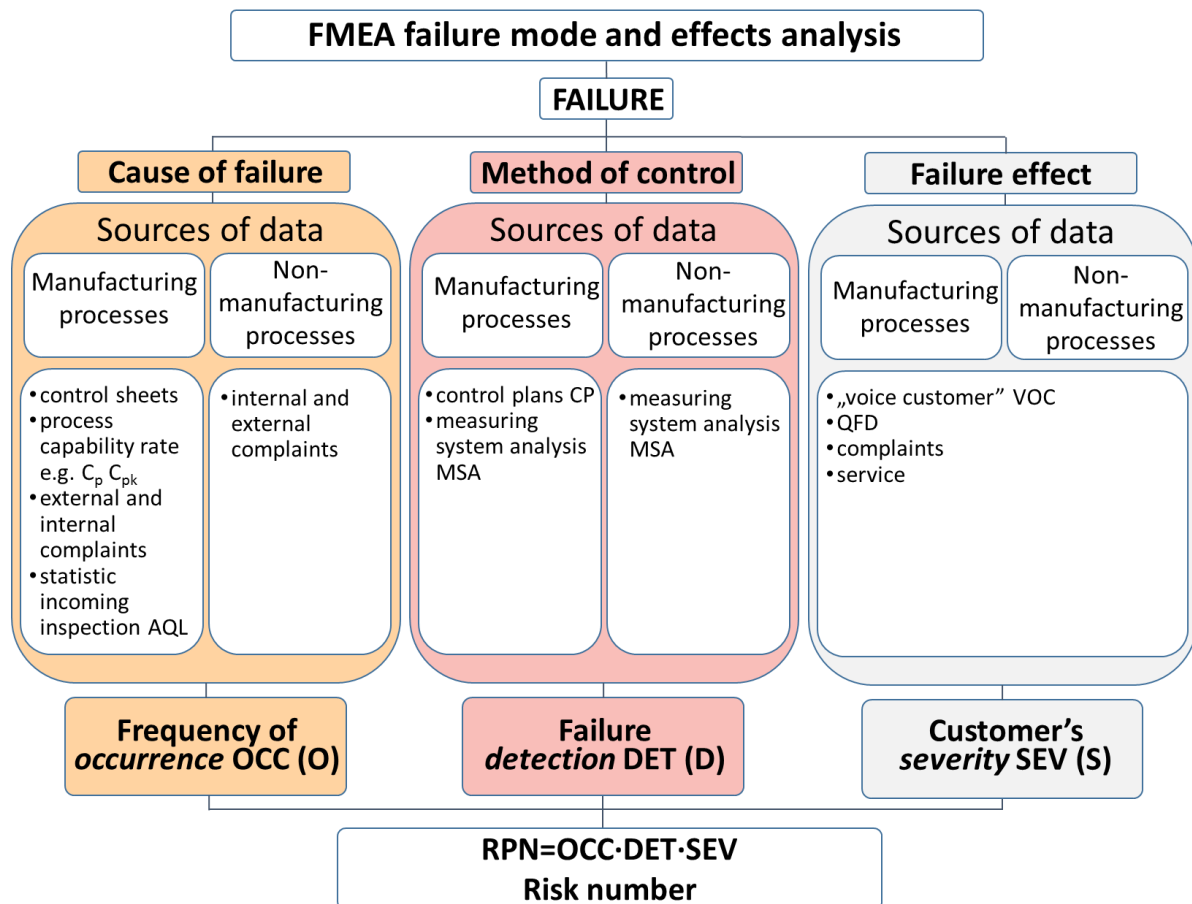 FMEA failure mode and effects analysis
FAILURE
Cause of failure
Sources of data
Manufacturing
processes
Non-
manufacturing
processes
•control sheets
•process
capability rate
e.g. Cp Cpk
•external and
internal
complaints
•statistic
incoming
inspection AQL
•internal and
external
complaints
Frequency of
occurrence OCC (O)
Method of control
Sources of data
Manufacturing
processes
Non-
manufacturing
processes
•control plans CP
•measuring
system analysis
MSA
•measuring
system analysis
MSA
Failure
detection DET (D)
Failure effect
Sources of data
Manufacturing
processes
Non-
manufacturing
processes
•„voice customer” VOC
•QFD
•complaints
•service
Customer’s
severity SEV (S)
RPN=OCC·DET·SEV
Risk number